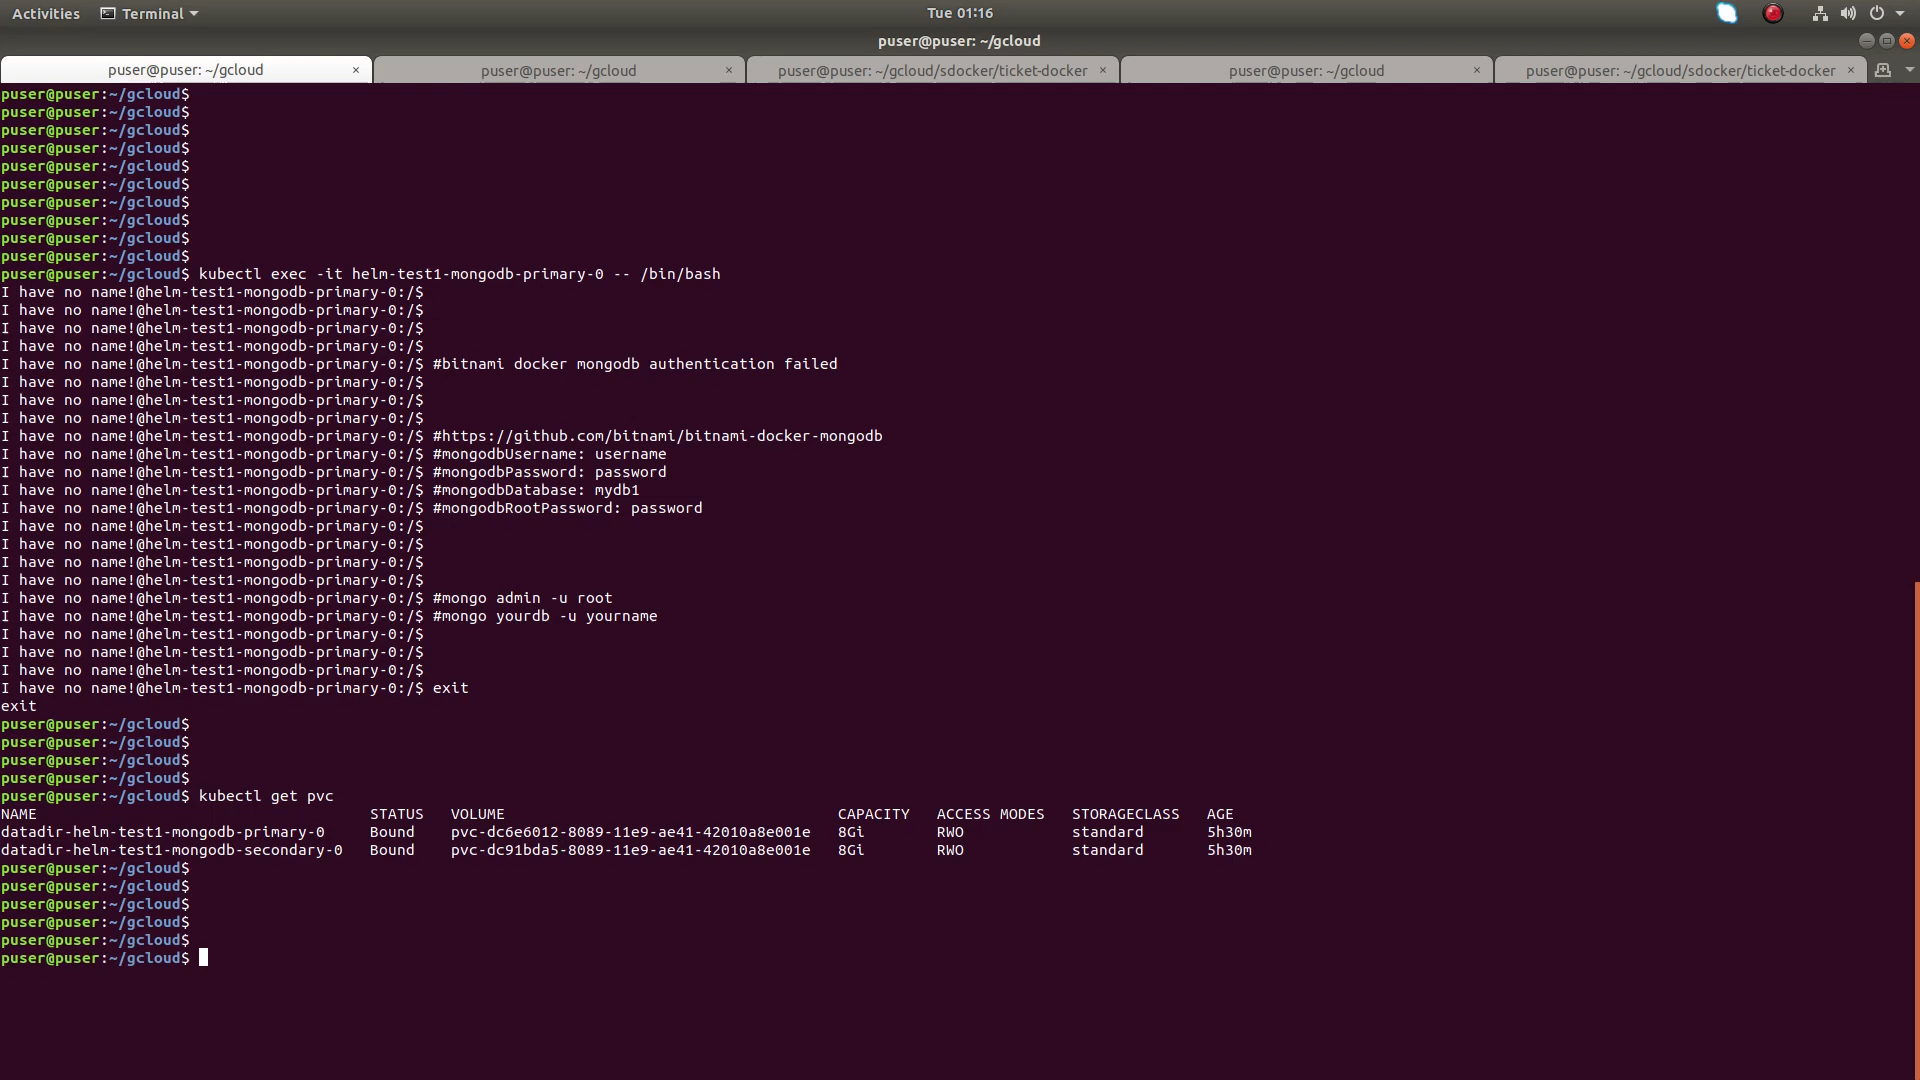 Activities Terminal Tue 01:16
puser@puser: ~/gcloud
puser@puser: ~/gcloud × puser@puser: ~/gcloud × puser@puser: ~/gcloud/sdocker/ticket-docker × puser@puser: ~/gcloud × puser@puser: ~/gcloud/sdocker/ticket-docker ×
puser@puser:~/gcloud$
puser@puser:~/gcloud$
puser@puser:~/gcloud$
puser@puser:~/gcloud$
puser@puser:~/gcloud$
puser@puser:~/gcloud$
puser@puser:~/gcloud$
puser@puser:~/gcloud$
puser@puser:~/gcloud$
puser@puser:~/gcloud$
puser@puser:~/gcloud$ kubectl exec -it helm-test1-mongodb-primary-0 -- /bin/bash
I have no name!@helm-test1-mongodb-primary-0:/$
I have no name!@helm-test1-mongodb-primary-0:/$
I have no name!@helm-test1-mongodb-primary-0:/$
I have no name!@helm-test1-mongodb-primary-0:/$
I have no name!@helm-test1-mongodb-primary-0:/$ #bitnami docker mongodb authentication failed
I have no name!@helm-test1-mongodb-primary-0:/$
I have no name!@helm-test1-mongodb-primary-0:/$
I have no name!@helm-test1-mongodb-primary-0:/$
I have no name!@helm-test1-mongodb-primary-0:/$ #https://github.com/bitnami/bitnami-docker-mongodb
I have no name!@helm-test1-mongodb-primary-0:/$ #mongodbUsername: username
I have no name!@helm-test1-mongodb-primary-0:/$ #mongodbPassword: password
I have no name!@helm-test1-mongodb-primary-0:/$ #mongodbDatabase: mydb1
I have no name!@helm-test1-mongodb-primary-0:/$ #mongodbRootPassword: password
I have no name!@helm-test1-mongodb-primary-0:/$
I have no name!@helm-test1-mongodb-primary-0:/$
I have no name!@helm-test1-mongodb-primary-0:/$
I have no name!@helm-test1-mongodb-primary-0:/$
I have no name!@helm-test1-mongodb-primary-0:/$ #mongo admin -u root
I have no name!@helm-test1-mongodb-primary-0:/$ #mongo yourdb -u yourname
I have no name!@helm-test1-mongodb-primary-0:/$
I have no name!@helm-test1-mongodb-primary-0:/$
I have no name!@helm-test1-mongodb-primary-0:/$
I have no name!@helm-test1-mongodb-primary-0:/$ exit
exit
puser@puser:~/gcloud$
puser@puser:~/gcloud$
puser@puser:~/gcloud$
puser@puser:~/gcloud$
puser@puser:~/gcloud$ kubectl get pvc
NAME STATUS VOLUME CAPACITY ACCESS MODES STORAGECLASS AGE
datadir-helm-test1-mongodb-primary-0 Bound pvc-dc6e6012-8089-11e9-ae41-42010a8e001e 8Gi RWO standard 5h30m
datadir-helm-test1-mongodb-secondary-0 Bound pvc-dc91bda5-8089-11e9-ae41-42010a8e001e 8Gi RWO standard 5h30m
puser@puser:~/gcloud$
puser@puser:~/gcloud$
puser@puser:~/gcloud$
puser@puser:~/gcloud$
puser@puser:~/gcloud$
puser@puser:~/gcloud$